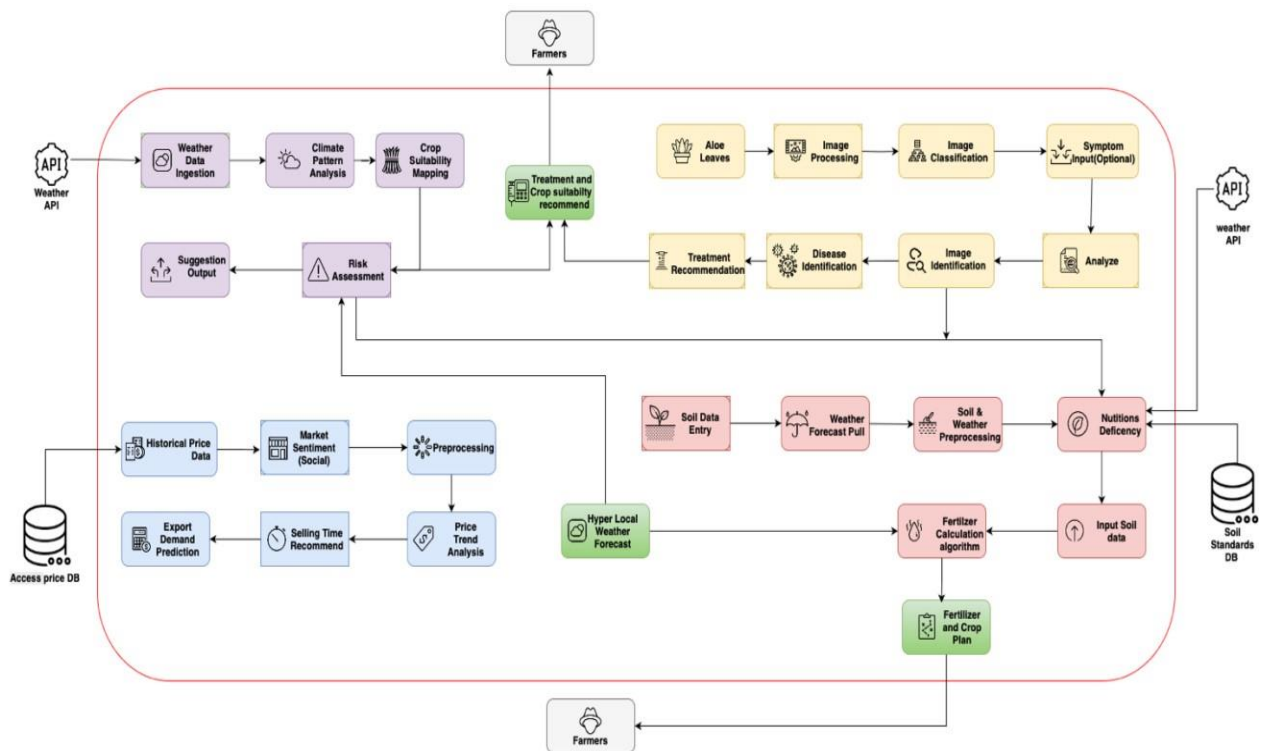 Farmers
API
Weather
API
Weather
Data
Ingestion
Climate
Pattern
Analysis
Crop
Suitability
Mapping
Treatment and
Crop suitabilty
recommend
Aloe
Leaves
Image
Processing
Image
Classification
Symptom
Input(Optional)
API
weather
API
Suggestion
Output
Risk
Assessment
Treatment
Recommendation
Disease
Identification
Image
Identification
Analyze
Historical Price
Data
Market
Sentiment
(Social)
Preprocessing
Soil Data
Entry
Weather
Forecast Pull
Soil &
Weather
Preprocessing
Nutitions
Deficency
Export
Demand
Prediction
Selling Time
Recommend
Price
Trend
Analysis
Hyper Local
Weather
Forecast
Fertilzer
Calculation
algorithm
Input Soil
data
Access price DB
Soil
Standards
DB
Fertilizer
and Crop
Plan
Farmers